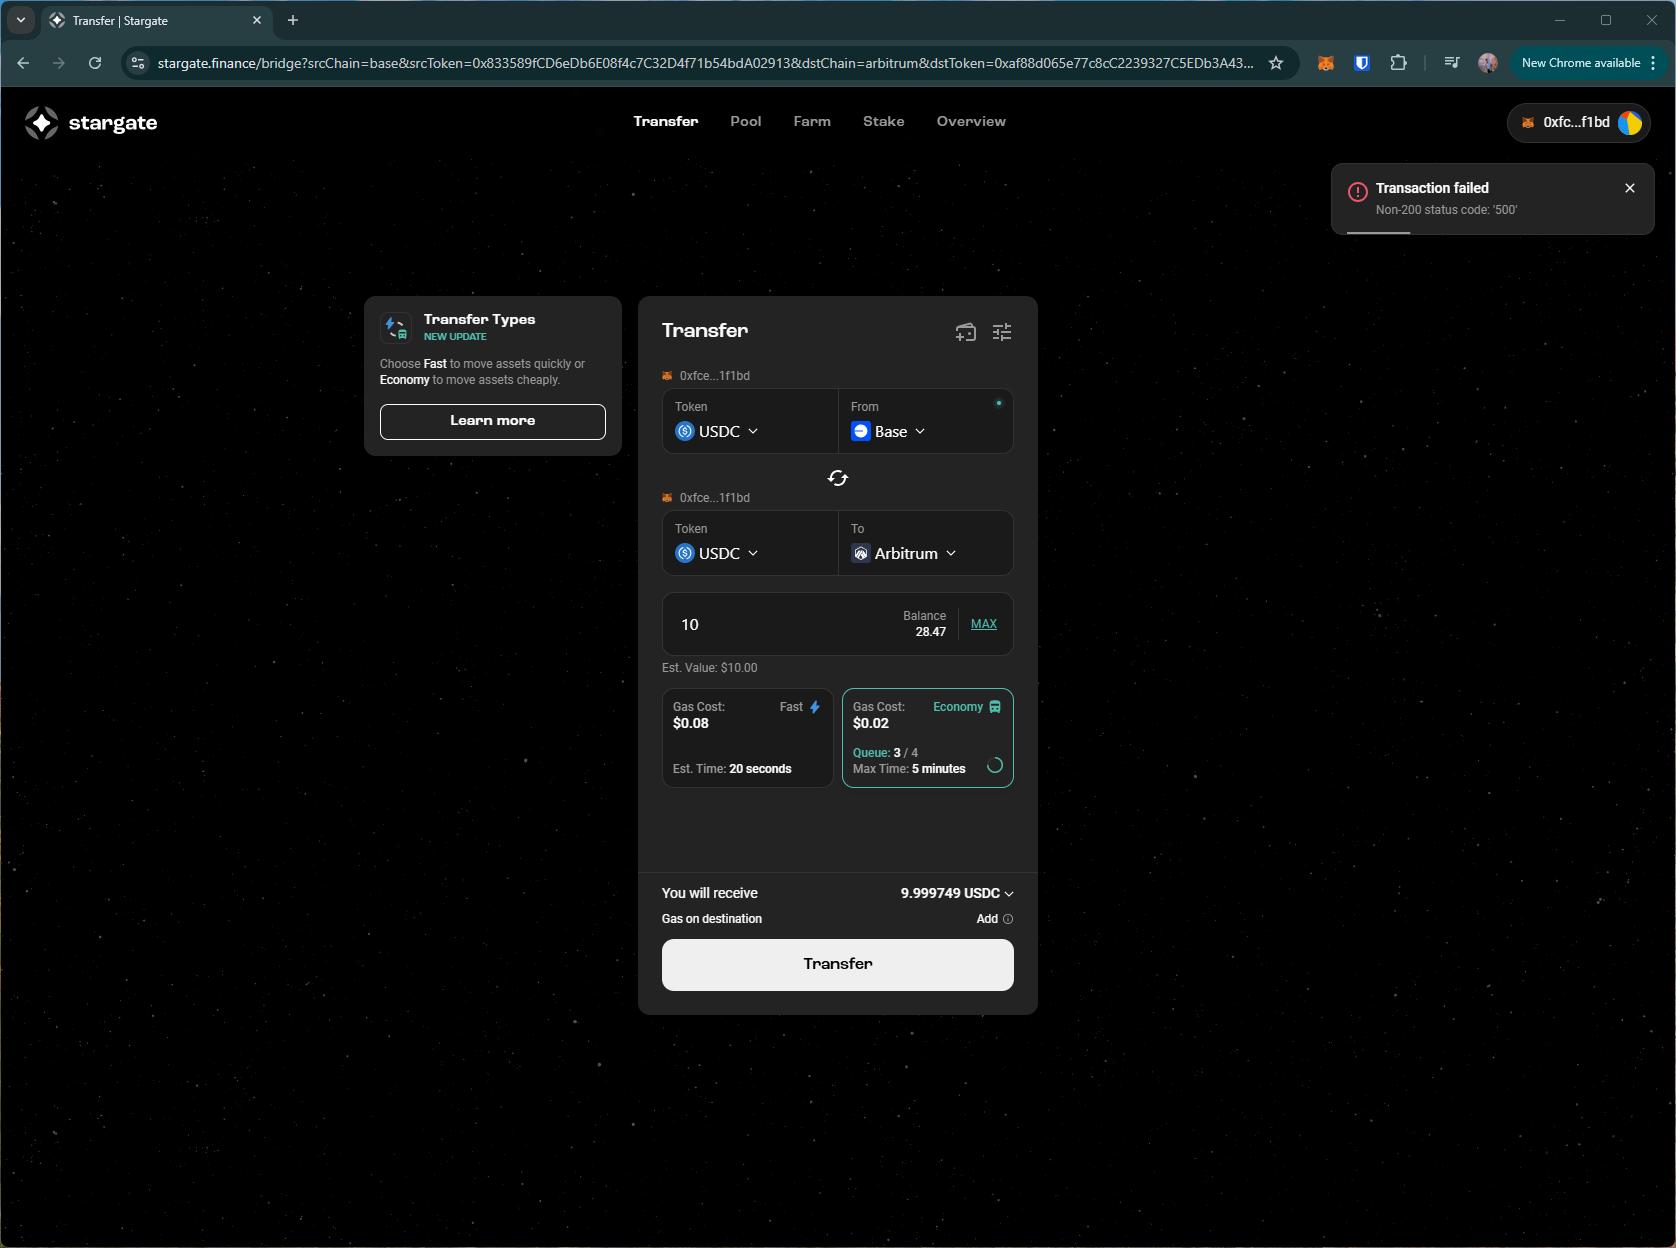 Transfer | Stargate
stargate.finance/bridge?srcChain=base&srcToken=0x833589fCD6eDb6E08f4c7C32D4f71b54bdA02913&dstChain=arbitrum&dstToken=0xaf88d065e77c8cC2239327C5EDb3A43...
New Chrome available
stargate
Transfer
Pool
Farm
Stake
Overview
0xfc...f1bd
Transaction failed
Non-200 status code: '500'
Transfer Types
NEW UPDATE
Choose Fast to move assets quickly or
Economy to move assets cheaply.
Learn more
Transfer
0xfce...1f1bd
Token
USDC
From
Base
0xfce...1f1bd
Token
USDC
To
Arbitrum
10
Balance
28.47
MAX
Est. Value: $10.00
Gas Cost:
Fast
$0.08
Est. Time: 20 seconds
Gas Cost:
Economy
$0.02
Queue: 3 / 4
Max Time: 5 minutes
You will receive
9.999749 USDC
Gas on destination
Add
Transfer